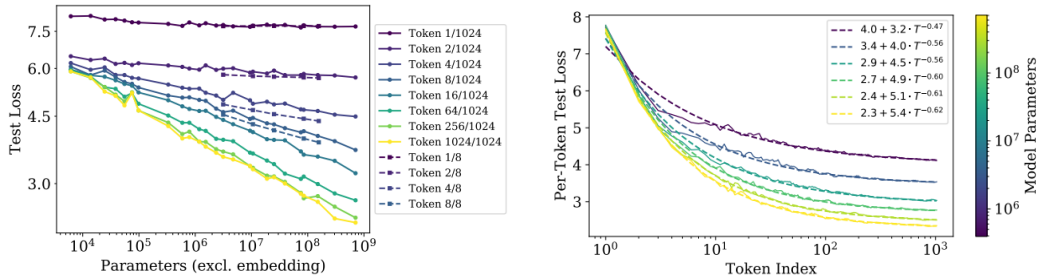 7.5
6.0
4.5
3.0
Test Loss
10^4
10^5
10^6
10^7
10^8
10^9
Parameters (excl. embedding)
Token 1/1024
Token 2/1024
Token 4/1024
Token 8/1024
Token 16/1024
Token 64/1024
Token 256/1024
Token 1024/1024
Token 1/8
Token 2/8
Token 4/8
Token 8/8
8
7
6
5
4
3
Per-Token Test Loss
10^0
10^1
10^2
10^3
Token Index
4.0 + 3.2 · T^−0.47
3.4 + 4.0 · T^−0.56
2.9 + 4.5 · T^−0.56
2.7 + 4.9 · T^−0.60
2.4 + 5.1 · T^−0.61
2.3 + 5.4 · T^−0.62
10^8
10^7
10^6
Model Parameters